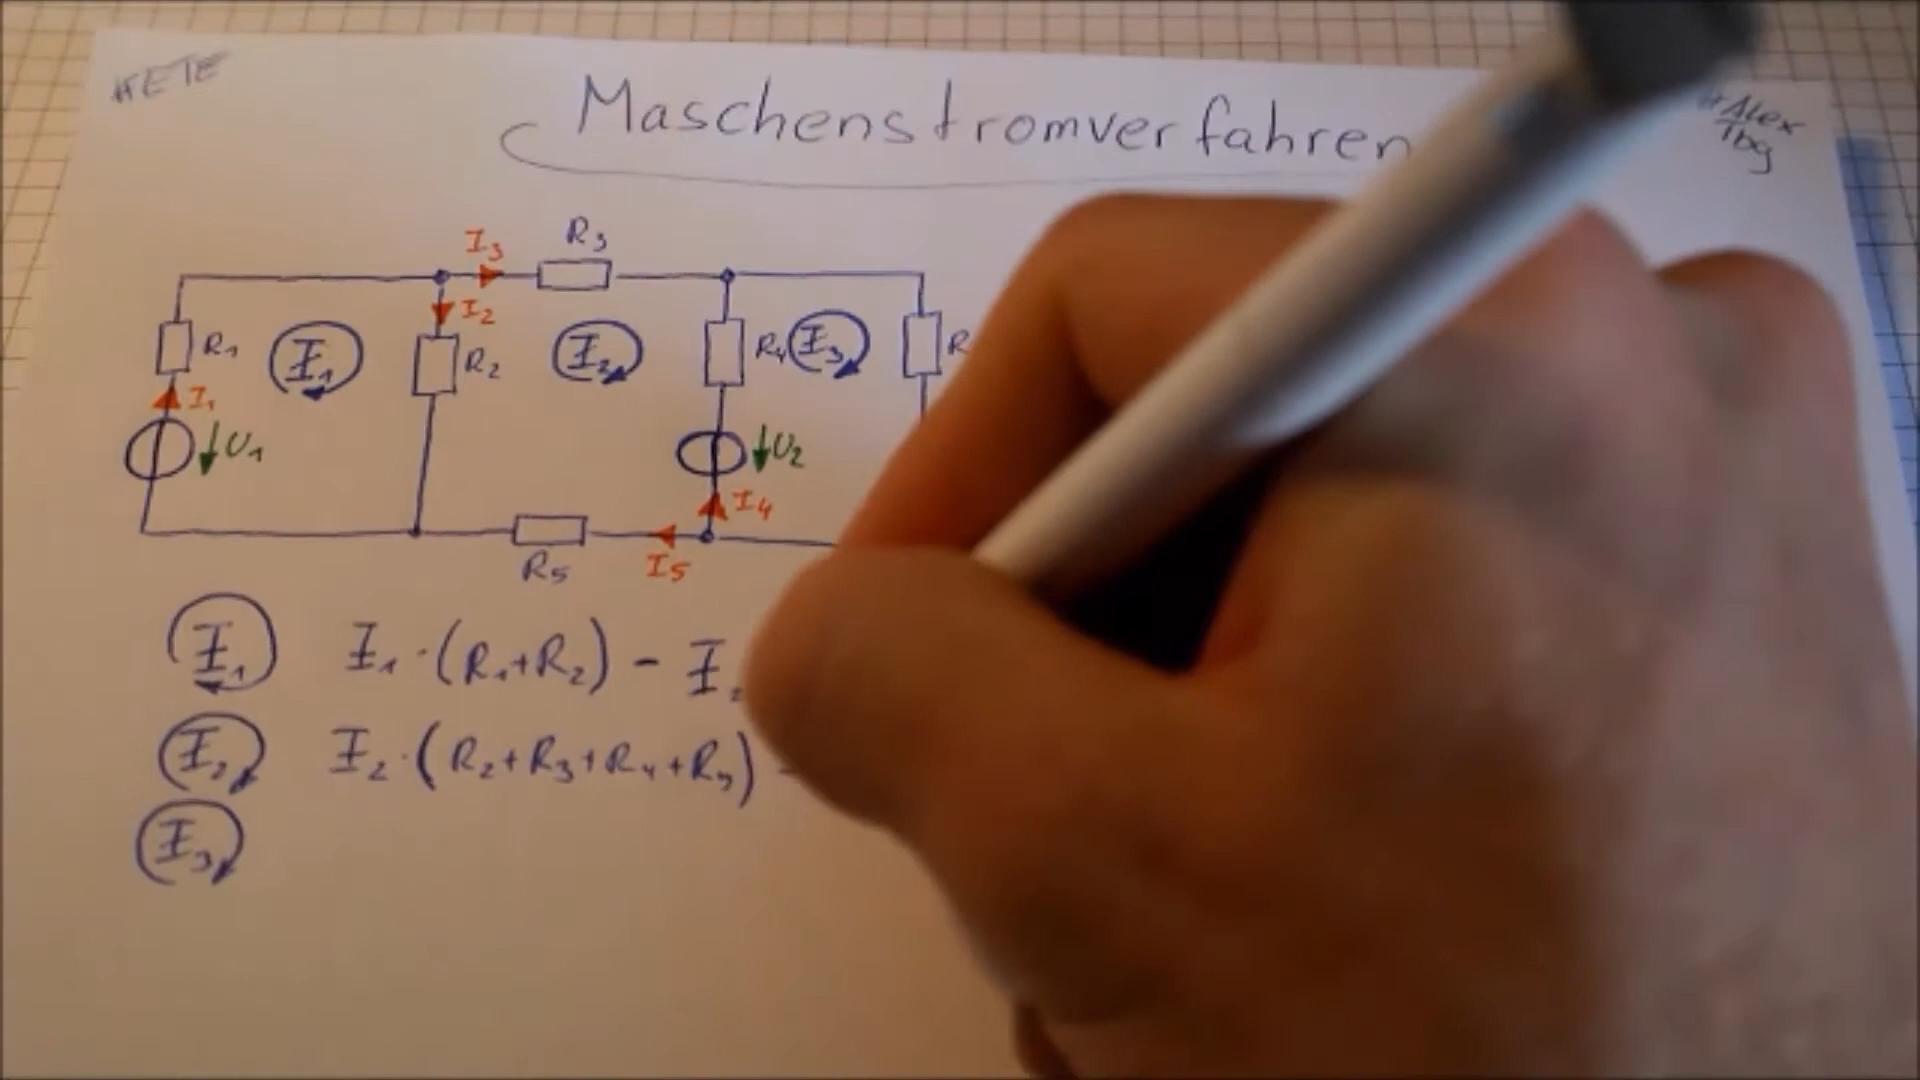 #ETE
Maschenstromverfahren
#Alex
Tbg
I3
R3
I2
R1
I1
R2
I2
R4
I3
R
I1
U1
U2
I4
R5
I5
I1 I1·(R1+R2) - I2
I2 I2·(R2+R3+R4+R5) -
I3